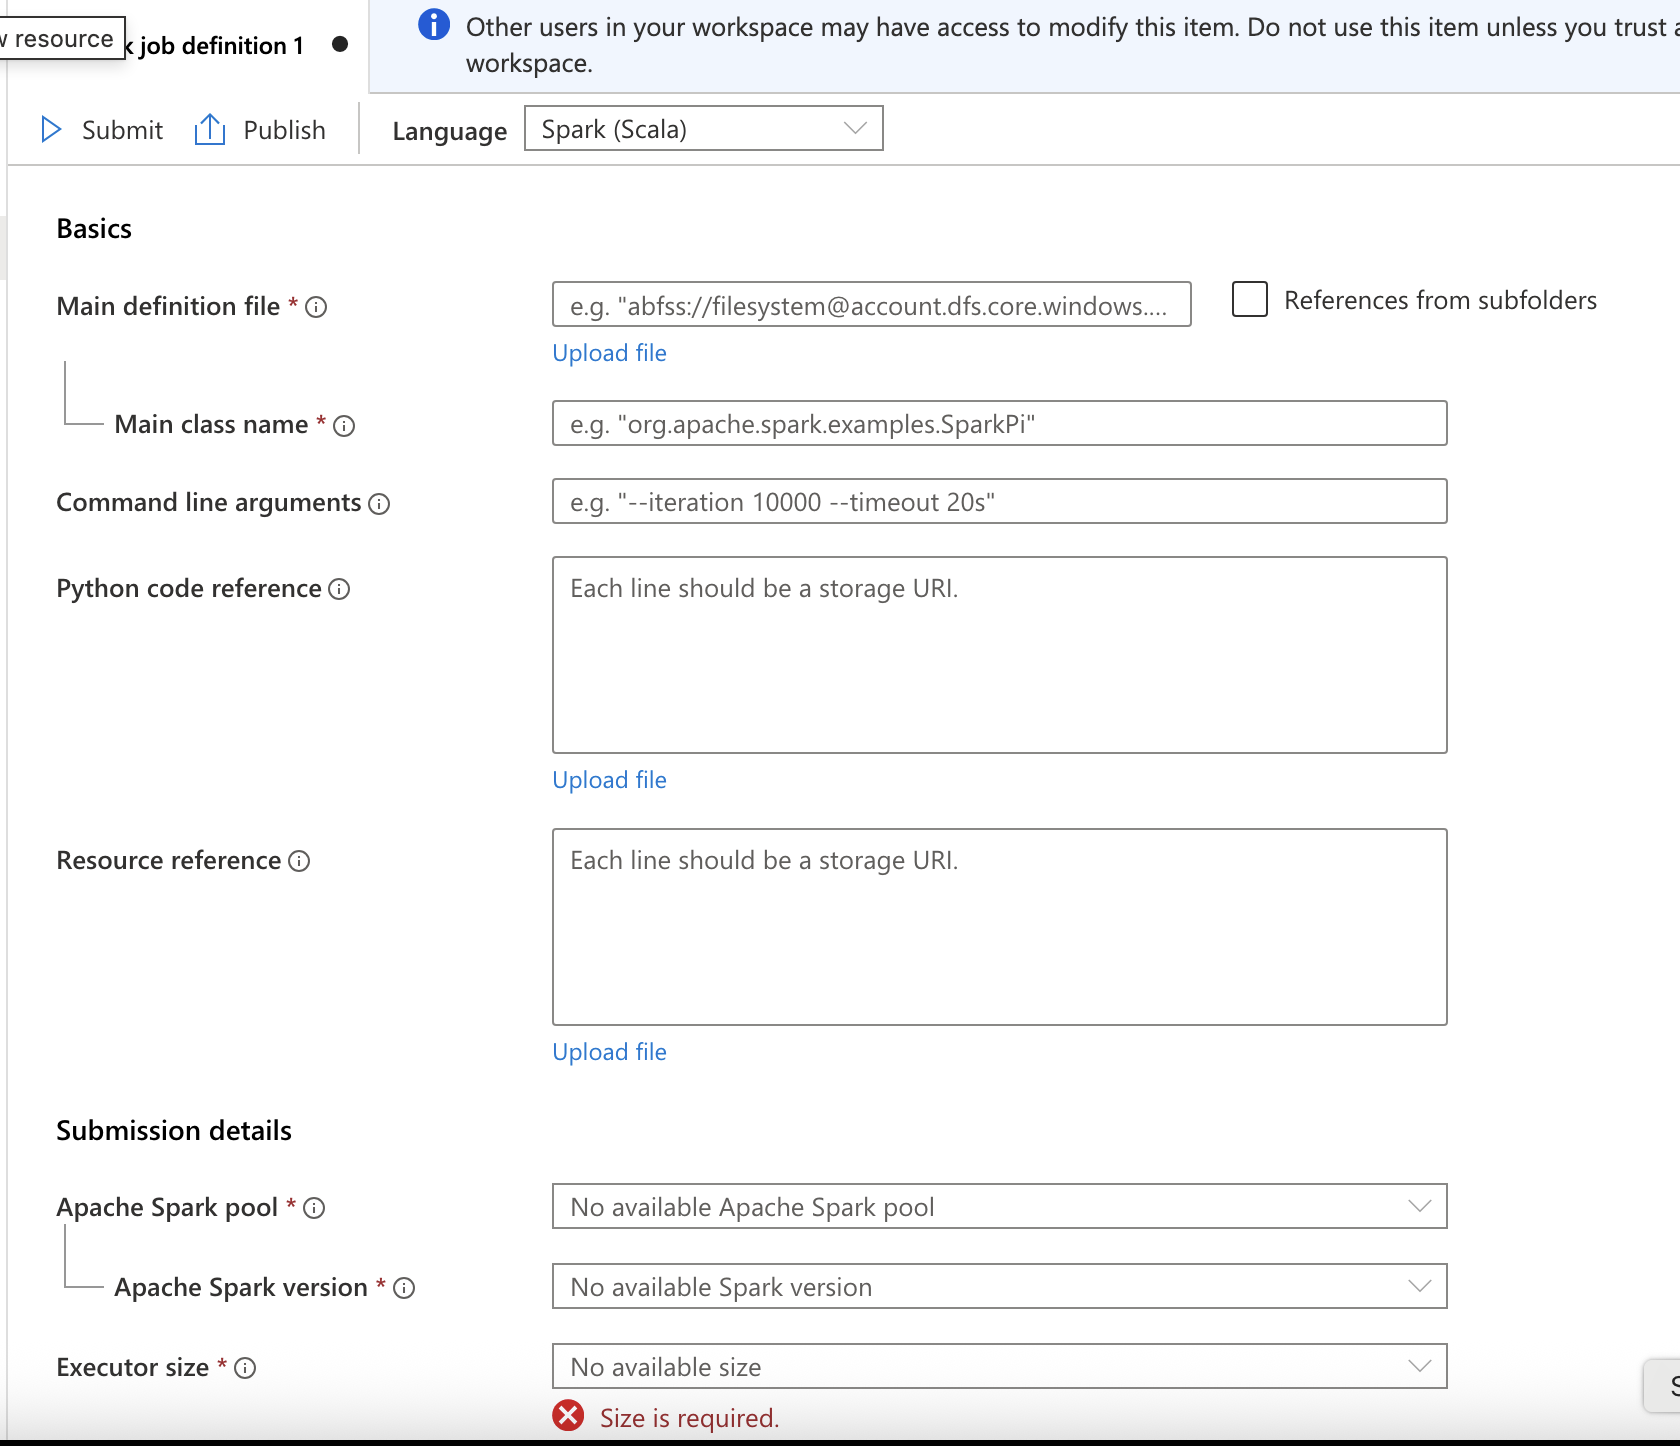 resource
job definition 1
Other users in your workspace may have access to modify this item. Do not use this item unless you trust
workspace.
Submit
Publish
Language
Spark (Scala)
Basics
Main definition file *
e.g. "abfss://filesystem@account.dfs.core.windows....
References from subfolders
Upload file
Main class name *
e.g. "org.apache.spark.examples.SparkPi"
Command line arguments
e.g. "--iteration 10000 --timeout 20s"
Python code reference
Each line should be a storage URI.
Upload file
Resource reference
Each line should be a storage URI.
Upload file
Submission details
Apache Spark pool *
No available Apache Spark pool
Apache Spark version *
No available Spark version
Executor size *
No available size
Size is required.